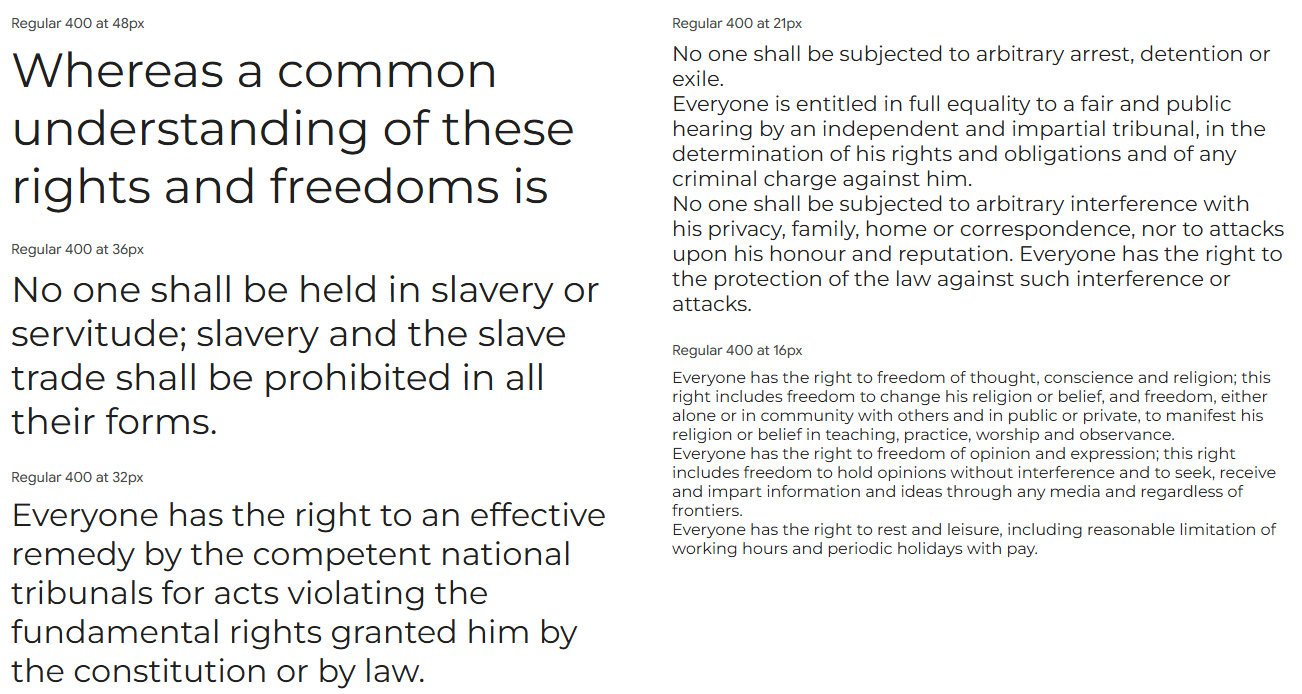 Regular 400 at 48px
Whereas a common
understanding of these
rights and freedoms is
Regular 400 at 36px
No one shall be held in slavery or
servitude; slavery and the slave
trade shall be prohibited in all
their forms.
Regular 400 at 32px
Everyone has the right to an effective
remedy by the competent national
tribunals for acts violating the
fundamental rights granted him by
the constitution or by law.
Regular 400 at 21px
No one shall be subjected to arbitrary arrest, detention or
exile.
Everyone is entitled in full equality to a fair and public
hearing by an independent and impartial tribunal, in the
determination of his rights and obligations and of any
criminal charge against him.
No one shall be subjected to arbitrary interference with
his privacy, family, home or correspondence, nor to attacks
upon his honour and reputation. Everyone has the right to
the protection of the law against such interference or
attacks.
Regular 400 at 16px
Everyone has the right to freedom of thought, conscience and religion; this
right includes freedom to change his religion or belief, and freedom, either
alone or in community with others and in public or private, to manifest his
religion or belief in teaching, practice, worship and observance.
Everyone has the right to freedom of opinion and expression; this right
includes freedom to hold opinions without interference and to seek, receive
and impart information and ideas through any media and regardless of
frontiers.
Everyone has the right to rest and leisure, including reasonable limitation of
working hours and periodic holidays with pay.